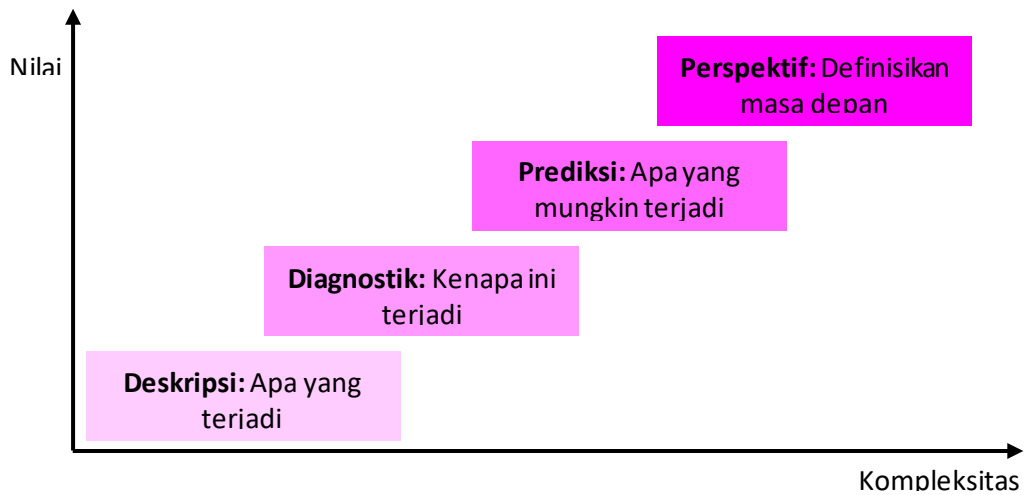 Nilai
Perspektif: Definisikan
masa depan
Prediksi: Apa yang
mungkin terjadi
Diagnostik: Kenapa ini
terjadi
Deskripsi: Apa yang
terjadi
Kompleksitas